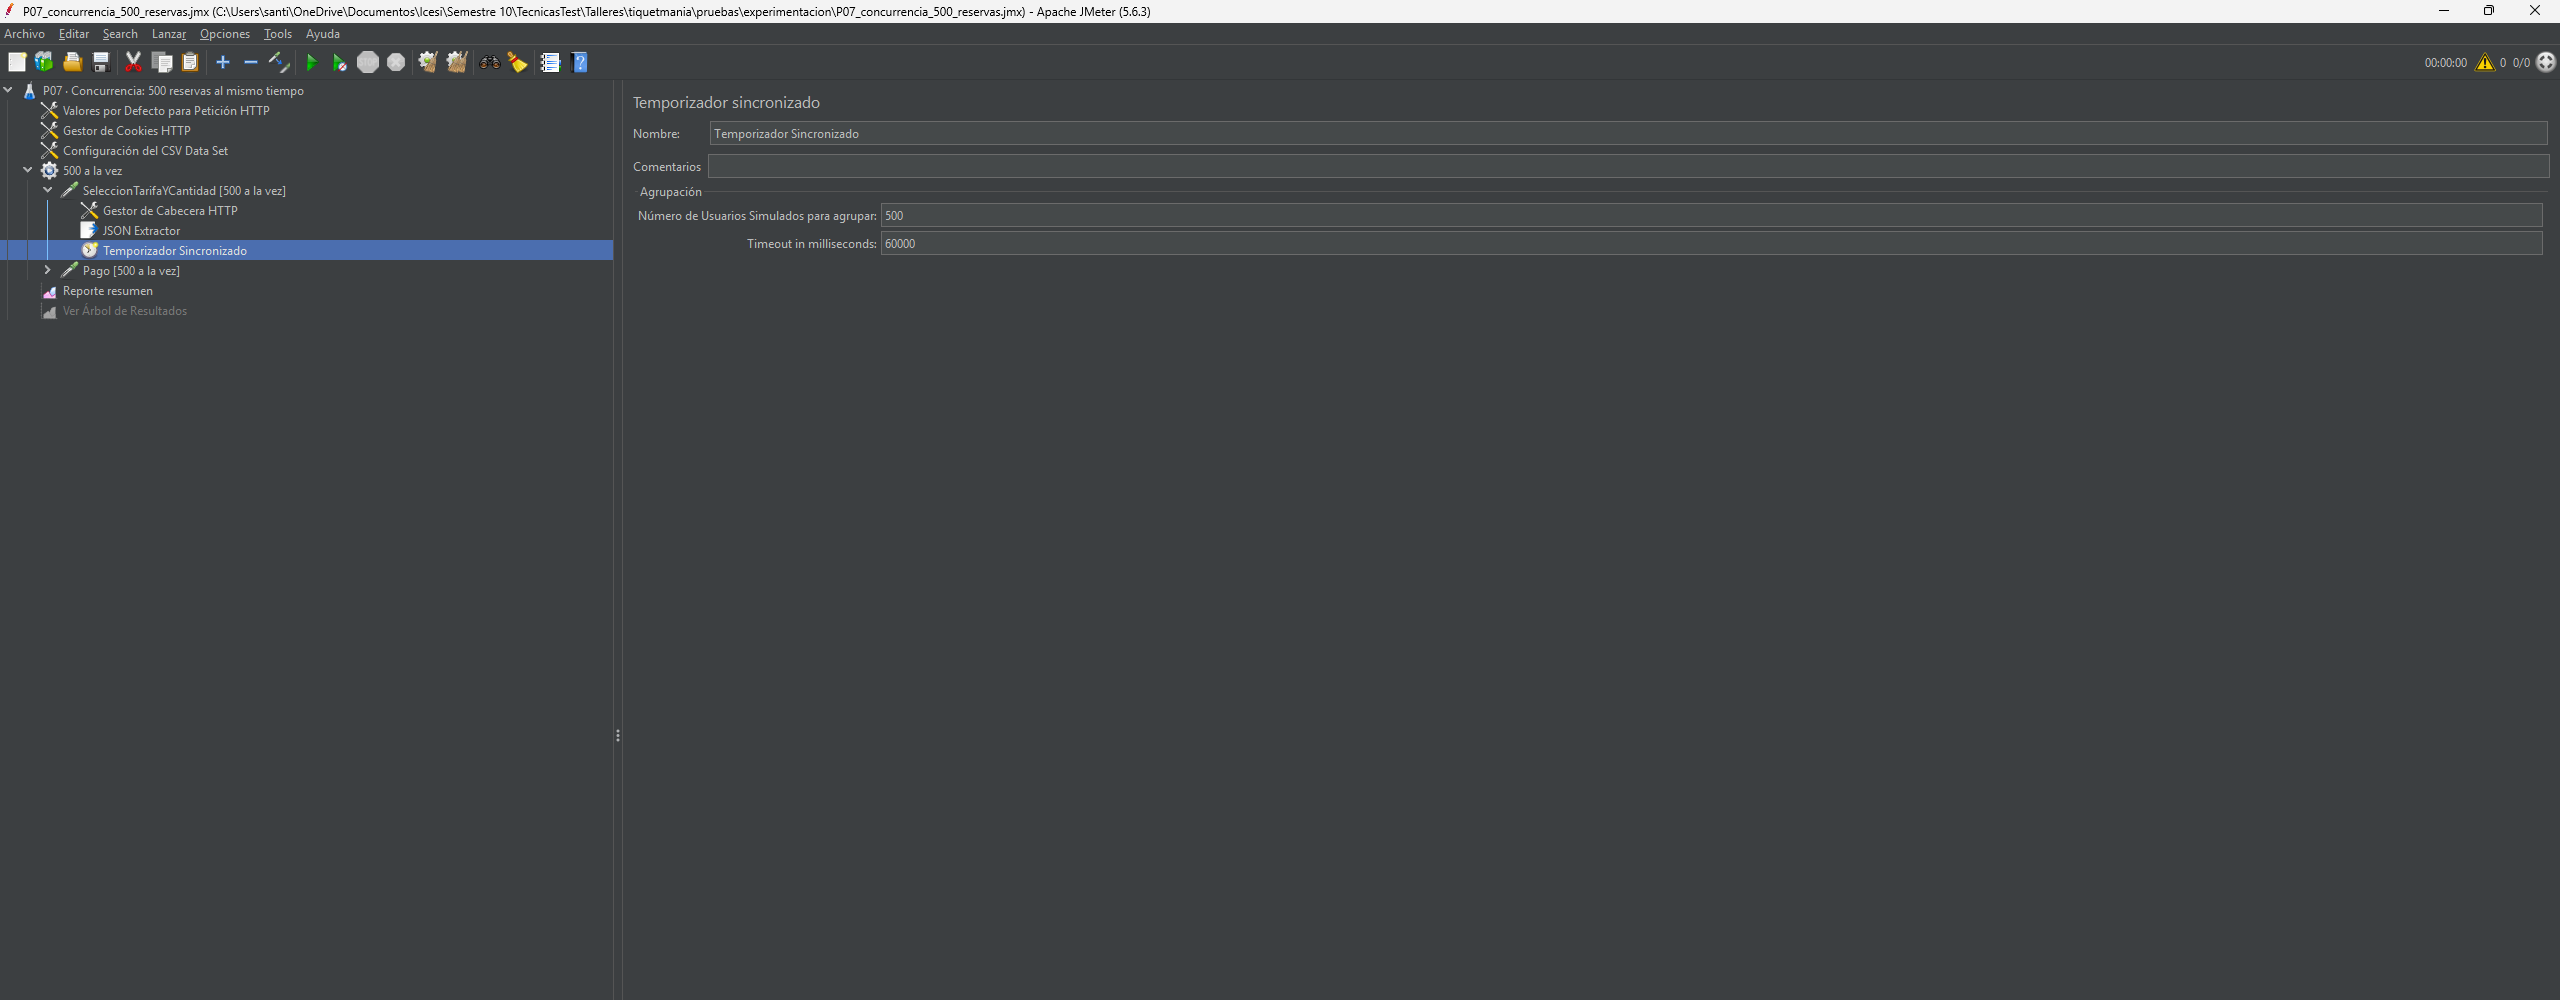 P07_concurrencia_500_reservas.jmx (C:\Users\santi\OneDrive\Documentos\Icesi\Semestre 10\TecnicasTest\Talleres\tiquetmania\pruebas\experimentacion\P07_concurrencia_500_reservas.jmx) - Apache JMeter (5.6.3)
Archivo Editar Search Lanzar Opciones Tools Ayuda
STOP
00:00:00 0 0/0
P07 · Concurrencia: 500 reservas al mismo tiempo
Valores por Defecto para Petición HTTP
Gestor de Cookies HTTP
Configuración del CSV Data Set
500 a la vez
SeleccionTarifaYCantidad [500 a la vez]
Gestor de Cabecera HTTP
JSON Extractor
Temporizador Sincronizado
Pago [500 a la vez]
Reporte resumen
Ver Árbol de Resultados
Temporizador sincronizado
Nombre: Temporizador Sincronizado
Comentarios
Agrupación
Número de Usuarios Simulados para agrupar: 500
Timeout in milliseconds: 60000